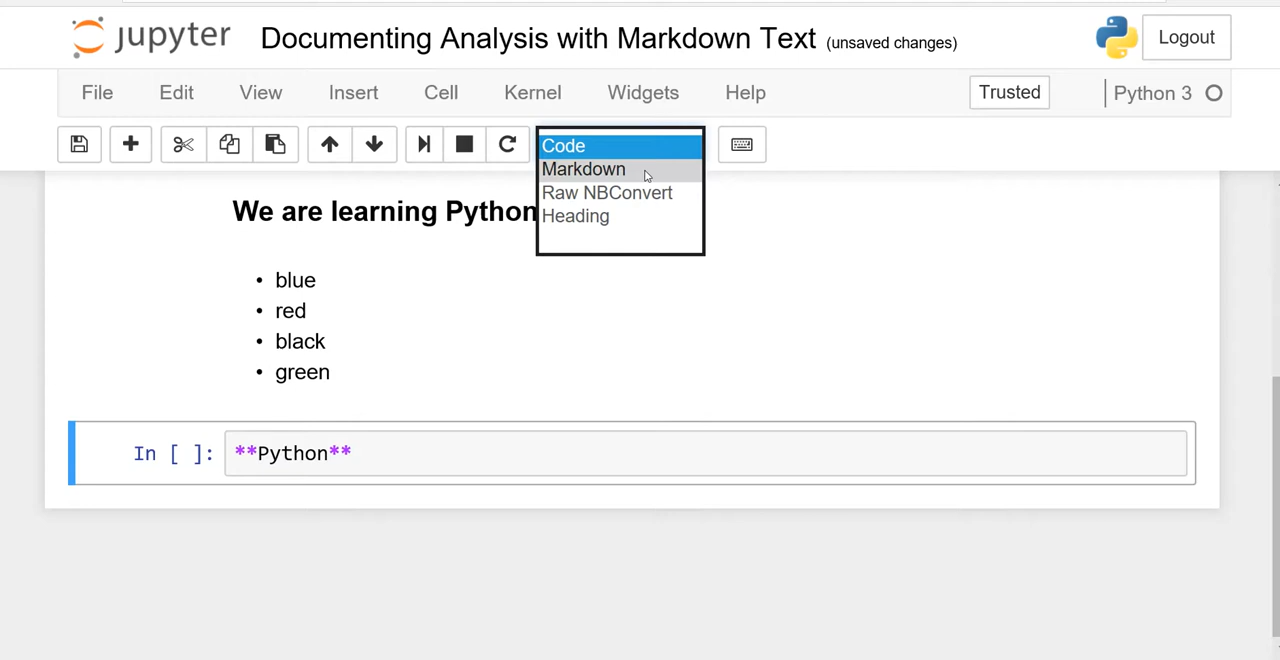 jupyter Documenting Analysis with Markdown Text (unsaved changes) Logout
File Edit View Insert Cell Kernel Widgets Help Trusted Python 3
Code
Markdown
Raw NBConvert
Heading
We are learning Python
• blue
• red
• black
• green
In [ ]: **Python**